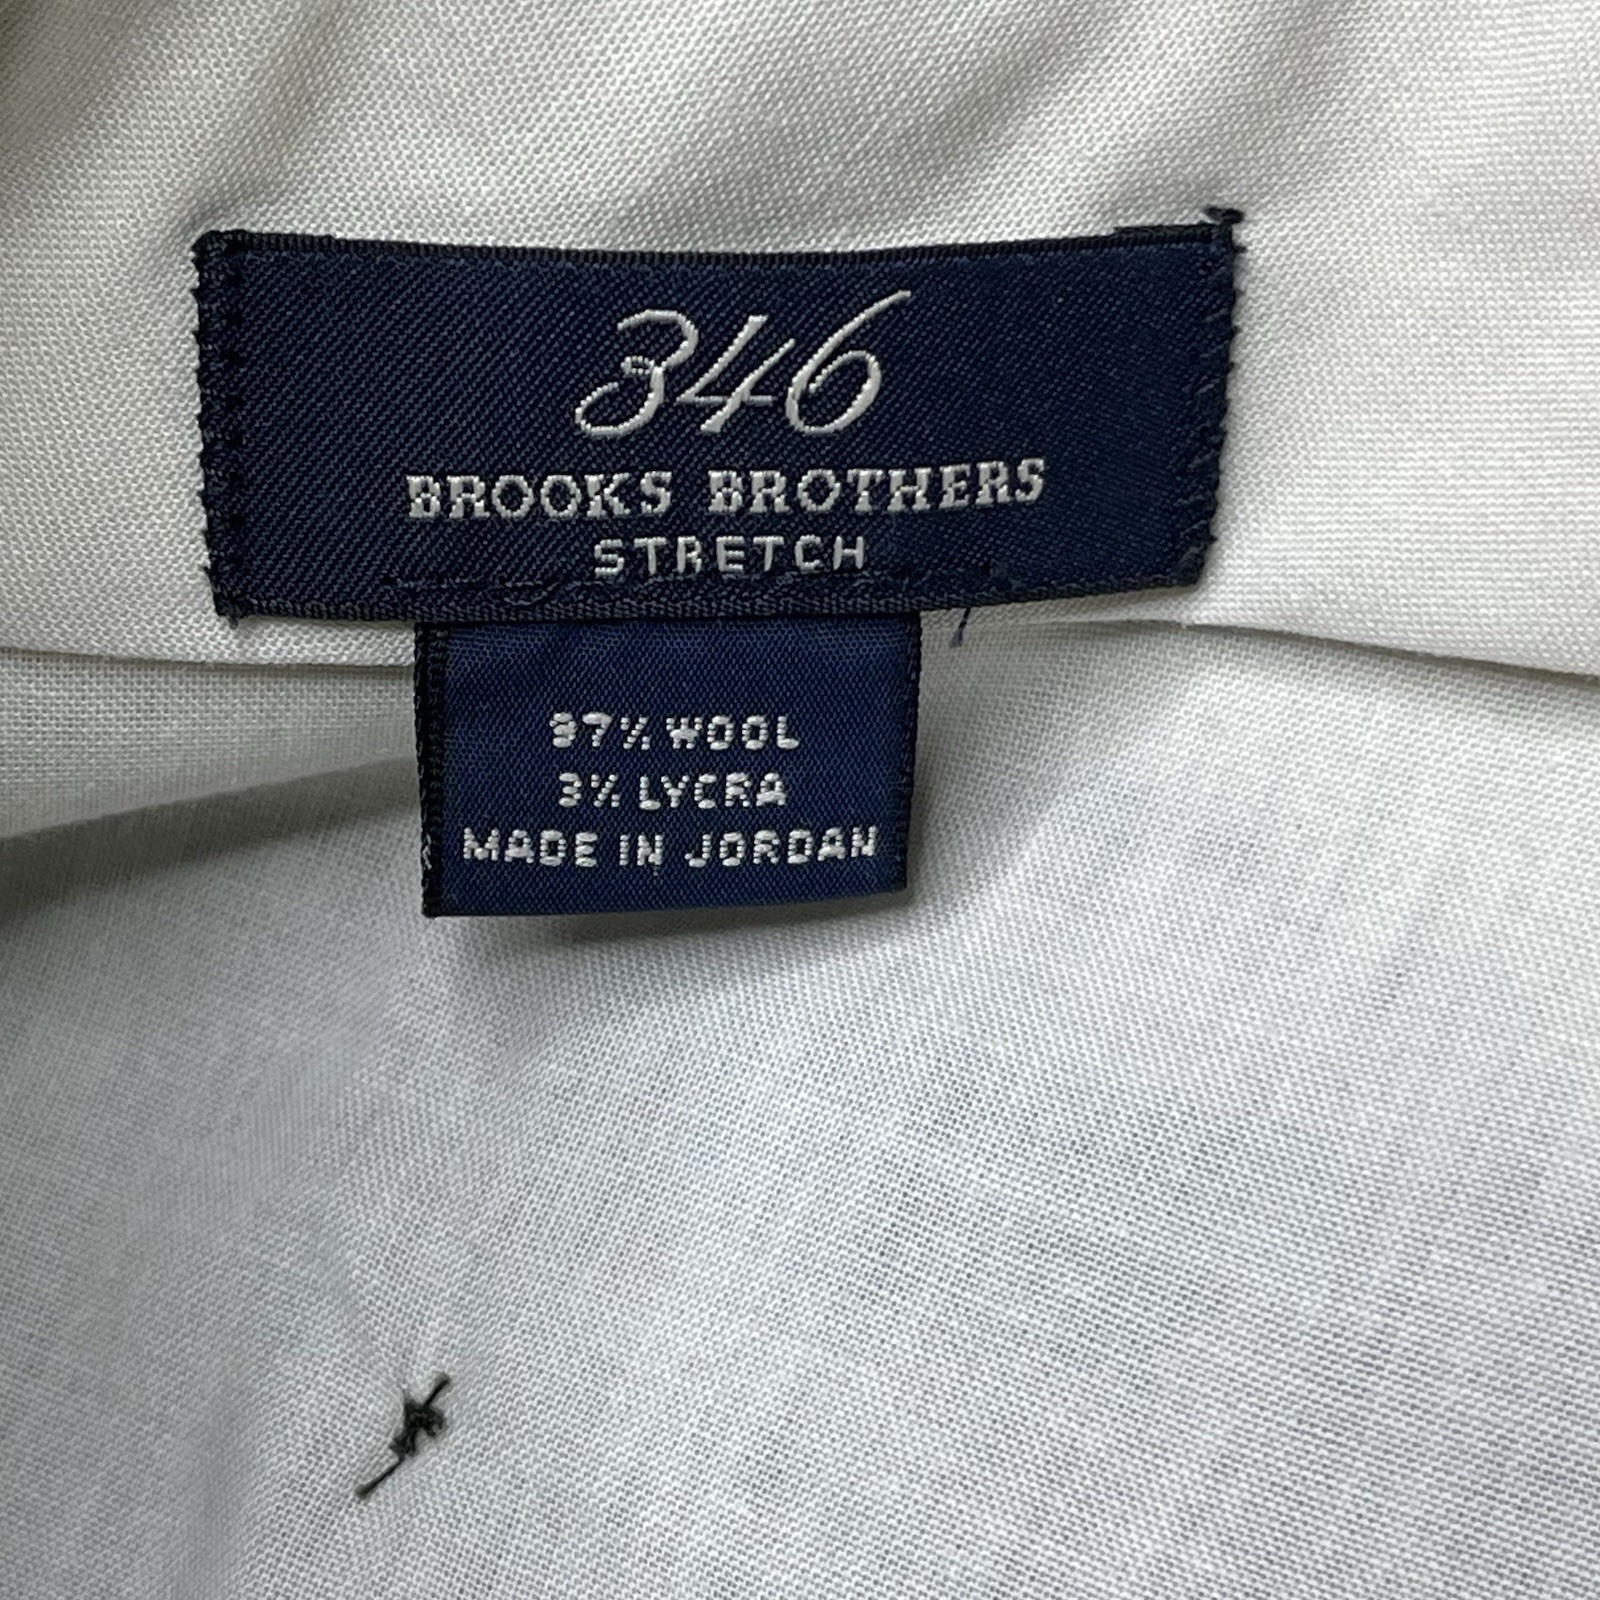 346
BROOKS BROTHERS
STRETCH
97% WOOL
3% LYCRA
MADE IN JORDAN